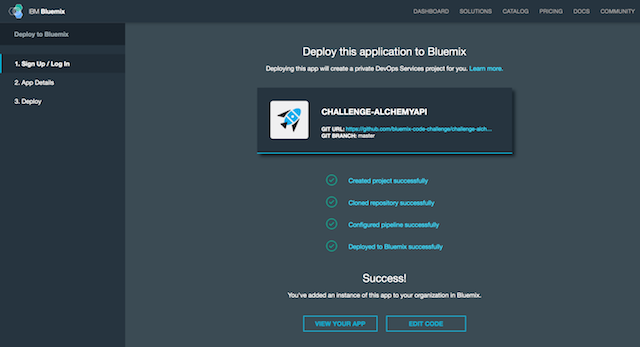 IBM Bluemix
DASHBOARD SOLUTIONS CATALOG PRICING DOCS COMMUNITY
Deploy to Bluemix
1. Sign Up / Log In
2. App Details
3. Deploy
Deploy this application to Bluemix
Deploying this app will create a private DevOps Services project for you. Learn more.
CHALLENGE-ALCHEMYAPI
GIT URL: https://github.com/bluemix-code-challenge/challenge-alch...
GIT BRANCH: master
Created project successfully
Cloned repository successfully
Configured pipeline successfully
Deployed to Bluemix successfully
Success!
You've added an instance of this app to your organization in Bluemix.
VIEW YOUR APP EDIT CODE